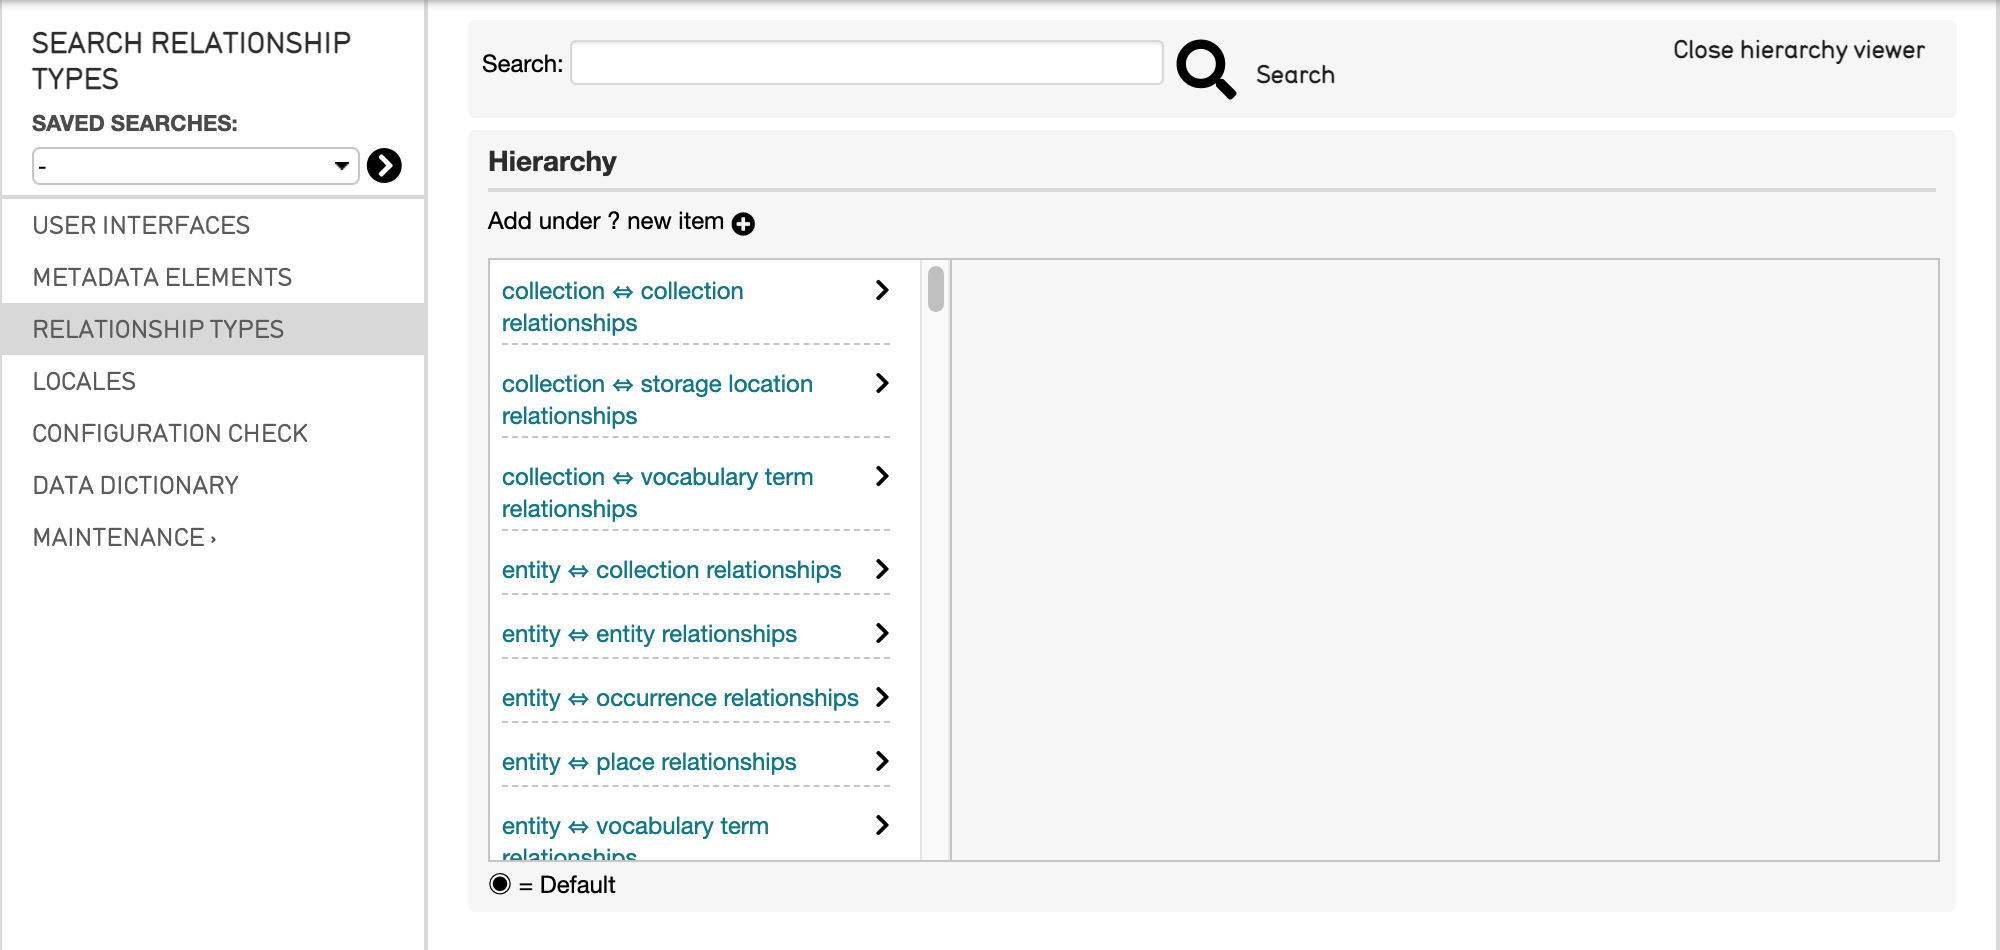 SEARCH RELATIONSHIP
TYPES
SAVED SEARCHES:
-
USER INTERFACES
METADATA ELEMENTS
RELATIONSHIP TYPES
LOCALES
CONFIGURATION CHECK
DATA DICTIONARY
MAINTENANCE ›
Search:
Search
Close hierarchy viewer
Hierarchy
Add under ? new item
collection ⇔ collection
relationships
collection ⇔ storage location
relationships
collection ⇔ vocabulary term
relationships
entity ⇔ collection relationships
entity ⇔ entity relationships
entity ⇔ occurrence relationships
entity ⇔ place relationships
entity ⇔ vocabulary term
relationships
= Default